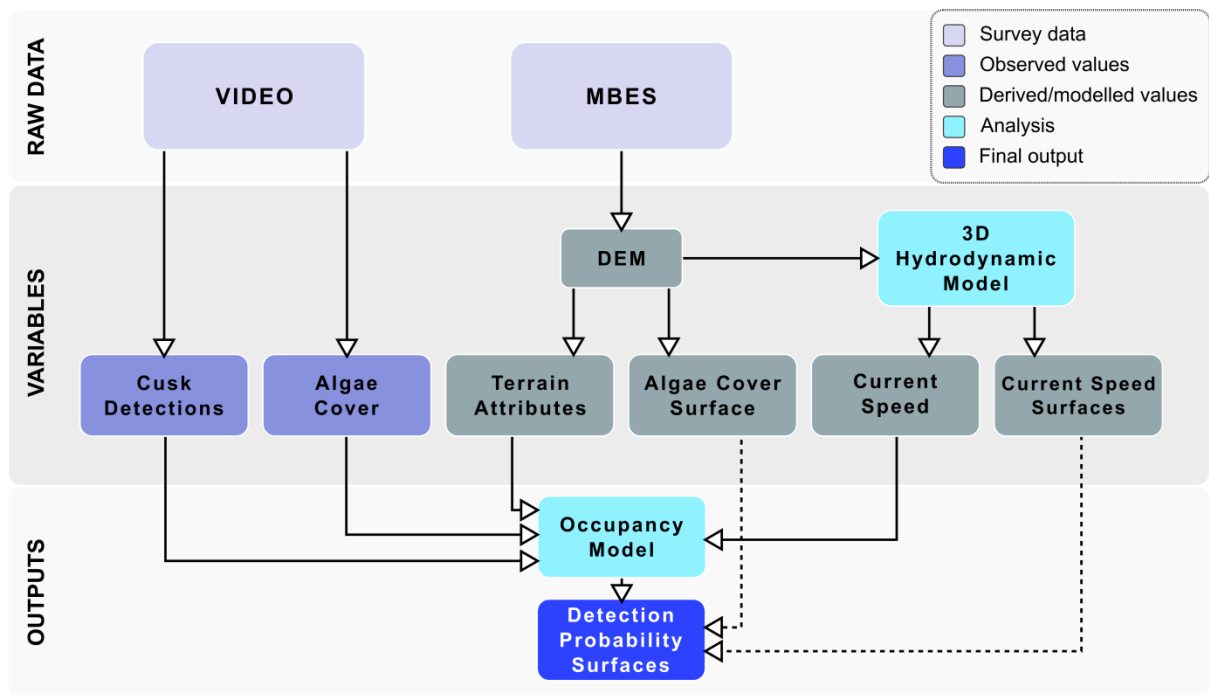 RAW DATA
VIDEO
MBES
Survey data
Observed values
Derived/modelled values
Analysis
Final output
VARIABLES
DEM
3D
Hydrodynamic
Model
Cusk
Detections
Algae
Cover
Terrain
Attributes
Algae Cover
Surface
Current
Speed
Current Speed
Surfaces
OUTPUTS
Occupancy
Model
Detection
Probability
Surfaces